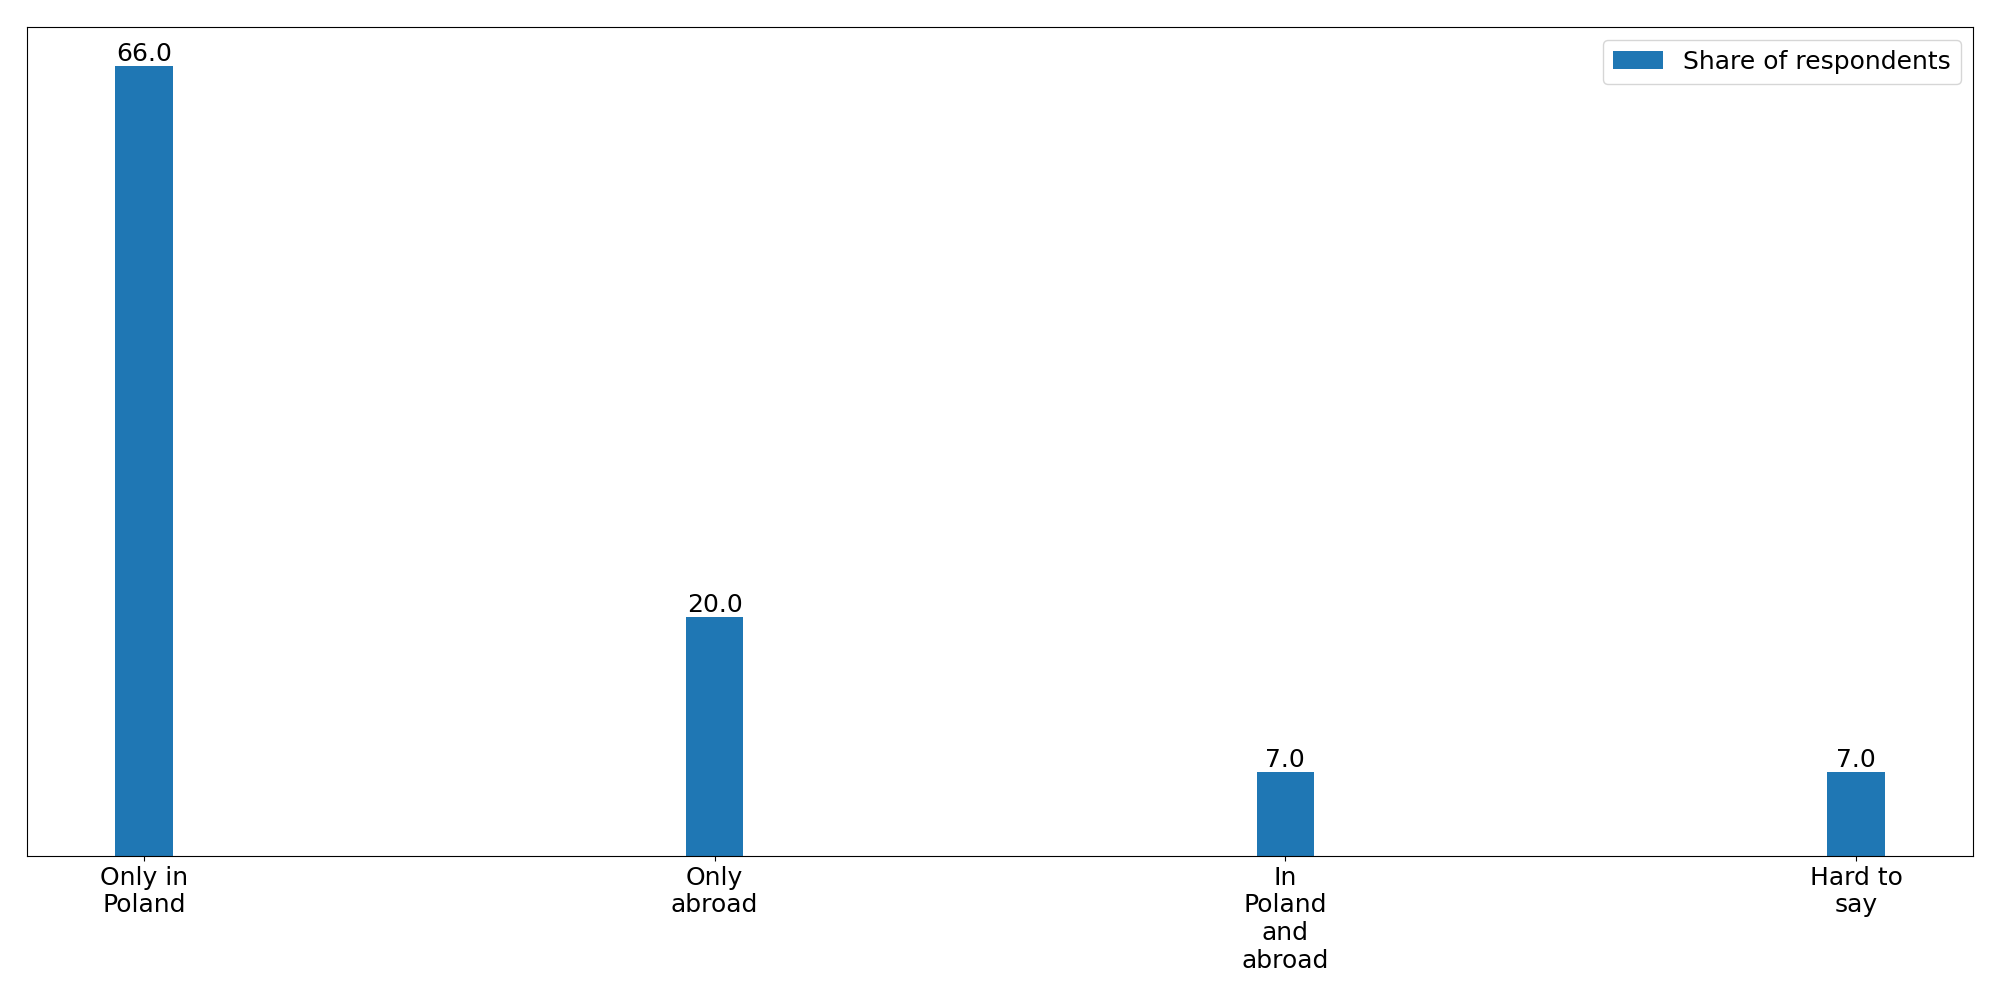 66.0
Share of respondents
20.0
7.0
7.0
Only in
Poland
Only
abroad
In
Poland
and
abroad
Hard to
say